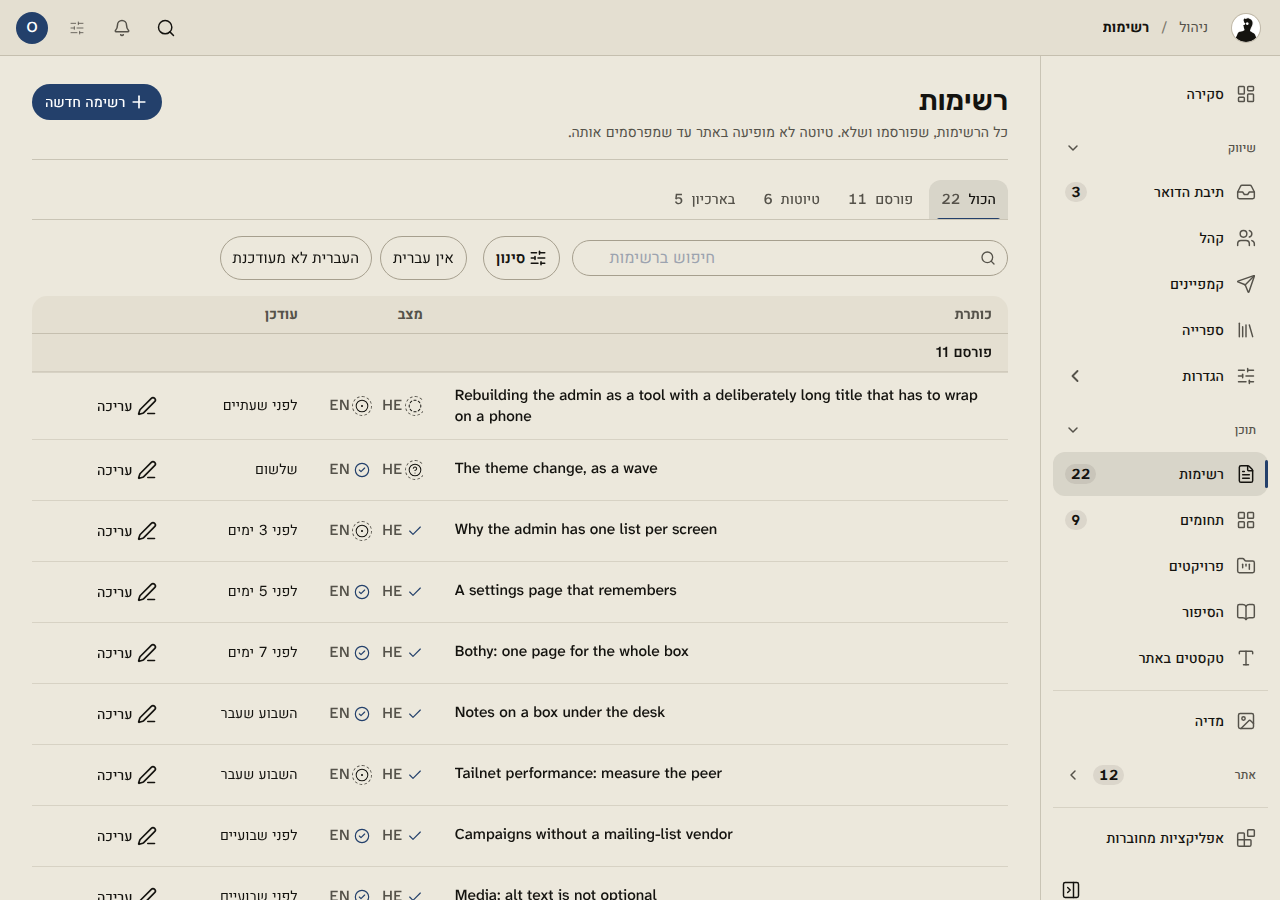 ניהול / רשימות
O
סקירה
שיווק
תיבת הדואר 3
קהל
קמפיינים
ספרייה
הגדרות
תוכן
רשימות 22
תחומים 9
פרויקטים
הסיפור
טקסטים באתר
מדיה
אתר 12
אפליקציות מחוברות
רשימות
רשימה חדשה
כל הרשימות, שפורסמו ושלא. טיוטה לא מופיעה באתר עד שמפרסמים אותה.
הכול 22 פורסם 11 טיוטות 6 בארכיון 5
חיפוש ברשימות סינון אין עברית העברית לא מעודכנת
כותרת מצב עודכן
פורסם 11
Rebuilding the admin as a tool with a deliberately long title that has to wrap
on a phone
HE EN לפני שעתיים עריכה
The theme change, as a wave HE EN שלשום עריכה
Why the admin has one list per screen HE EN לפני 3 ימים עריכה
A settings page that remembers HE EN לפני 5 ימים עריכה
Bothy: one page for the whole box HE EN לפני 7 ימים עריכה
Notes on a box under the desk HE EN השבוע שעבר עריכה
Tailnet performance: measure the peer HE EN השבוע שעבר עריכה
Campaigns without a mailing-list vendor HE EN לפני שבועיים עריכה
Media: alt text is not optional HE EN לפני שבועיים עריכה